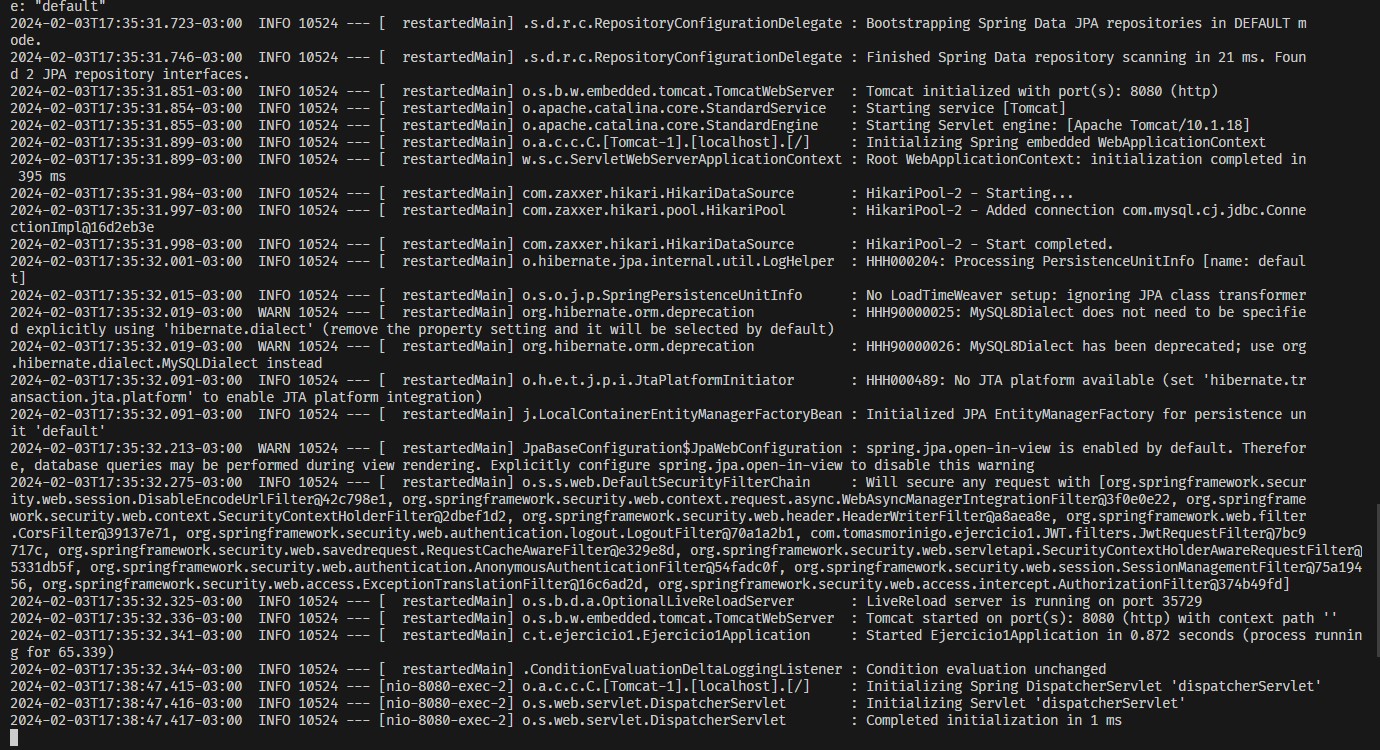 e: "default"
2024-02-03T17:35:31.723-03:00  INFO 10524 --- [  restartedMain] .s.d.r.c.RepositoryConfigurationDelegate : Bootstrapping Spring Data JPA repositories in DEFAULT m
ode.
2024-02-03T17:35:31.746-03:00  INFO 10524 --- [  restartedMain] .s.d.r.c.RepositoryConfigurationDelegate : Finished Spring Data repository scanning in 21 ms. Foun
d 2 JPA repository interfaces.
2024-02-03T17:35:31.851-03:00  INFO 10524 --- [  restartedMain] o.s.b.w.embedded.tomcat.TomcatWebServer  : Tomcat initialized with port(s): 8080 (http)
2024-02-03T17:35:31.854-03:00  INFO 10524 --- [  restartedMain] o.apache.catalina.core.StandardService   : Starting service [Tomcat]
2024-02-03T17:35:31.855-03:00  INFO 10524 --- [  restartedMain] o.apache.catalina.core.StandardEngine    : Starting Servlet engine: [Apache Tomcat/10.1.18]
2024-02-03T17:35:31.899-03:00  INFO 10524 --- [  restartedMain] o.a.c.c.C.[Tomcat-1].[localhost].[/]     : Initializing Spring embedded WebApplicationContext
2024-02-03T17:35:31.899-03:00  INFO 10524 --- [  restartedMain] w.s.c.ServletWebServerApplicationContext : Root WebApplicationContext: initialization completed in
 395 ms
2024-02-03T17:35:31.984-03:00  INFO 10524 --- [  restartedMain] com.zaxxer.hikari.HikariDataSource       : HikariPool-2 - Starting...
2024-02-03T17:35:31.997-03:00  INFO 10524 --- [  restartedMain] com.zaxxer.hikari.pool.HikariPool        : HikariPool-2 - Added connection com.mysql.cj.jdbc.Conne
ctionImpl@16d2eb3e
2024-02-03T17:35:31.998-03:00  INFO 10524 --- [  restartedMain] com.zaxxer.hikari.HikariDataSource       : HikariPool-2 - Start completed.
2024-02-03T17:35:32.001-03:00  INFO 10524 --- [  restartedMain] o.hibernate.jpa.internal.util.LogHelper  : HHH000204: Processing PersistenceUnitInfo [name: defaul
t]
2024-02-03T17:35:32.015-03:00  INFO 10524 --- [  restartedMain] o.s.o.j.p.SpringPersistenceUnitInfo      : No LoadTimeWeaver setup: ignoring JPA class transformer
2024-02-03T17:35:32.019-03:00  WARN 10524 --- [  restartedMain] org.hibernate.orm.deprecation            : HHH90000025: MySQL8Dialect does not need to be specifie
d explicitly using 'hibernate.dialect' (remove the property setting and it will be selected by default)
2024-02-03T17:35:32.019-03:00  WARN 10524 --- [  restartedMain] org.hibernate.orm.deprecation            : HHH90000026: MySQL8Dialect has been deprecated; use org
.hibernate.dialect.MySQLDialect instead
2024-02-03T17:35:32.091-03:00  INFO 10524 --- [  restartedMain] o.h.e.t.j.p.i.JtaPlatformInitiator       : HHH000489: No JTA platform available (set 'hibernate.tr
ansaction.jta.platform' to enable JTA platform integration)
2024-02-03T17:35:32.091-03:00  INFO 10524 --- [  restartedMain] j.LocalContainerEntityManagerFactoryBean : Initialized JPA EntityManagerFactory for persistence un
it 'default'
2024-02-03T17:35:32.213-03:00  WARN 10524 --- [  restartedMain] JpaBaseConfiguration$JpaWebConfiguration : spring.jpa.open-in-view is enabled by default. Therefor
e, database queries may be performed during view rendering. Explicitly configure spring.jpa.open-in-view to disable this warning
2024-02-03T17:35:32.275-03:00  INFO 10524 --- [  restartedMain] o.s.s.web.DefaultSecurityFilterChain     : Will secure any request with [org.springframework.secur
ity.web.session.DisableEncodeUrlFilter@42c798e1, org.springframework.security.web.context.request.async.WebAsyncManagerIntegrationFilter@3f0e0e22, org.springframe
work.security.web.context.SecurityContextHolderFilter@2dbef1d2, org.springframework.security.web.header.HeaderWriterFilter@a8aea8e, org.springframework.web.filter
.CorsFilter@39137e71, org.springframework.security.web.authentication.logout.LogoutFilter@70a1a2b1, com.tomasmorinigo.ejercicio1.JWT.filters.JwtRequestFilter@7bc9
717c, org.springframework.security.web.savedrequest.RequestCacheAwareFilter@e329e8d, org.springframework.security.web.servletapi.SecurityContextHolderAwareRequestFilter@
5331db5f, org.springframework.security.web.authentication.AnonymousAuthenticationFilter@54fadc0f, org.springframework.security.web.session.SessionManagementFilter@75a194
56, org.springframework.security.web.access.ExceptionTranslationFilter@16c6ad2d, org.springframework.security.web.access.intercept.AuthorizationFilter@374b49fd]
2024-02-03T17:35:32.325-03:00  INFO 10524 --- [  restartedMain] o.s.b.d.a.OptionalLiveReloadServer       : LiveReload server is running on port 35729
2024-02-03T17:35:32.336-03:00  INFO 10524 --- [  restartedMain] o.s.b.w.embedded.tomcat.TomcatWebServer  : Tomcat started on port(s): 8080 (http) with context path ''
2024-02-03T17:35:32.341-03:00  INFO 10524 --- [  restartedMain] c.t.ejercicio1.Ejercicio1Application     : Started Ejercicio1Application in 0.872 seconds (process runnin
g for 65.339)
2024-02-03T17:35:32.344-03:00  INFO 10524 --- [  restartedMain] .ConditionEvaluationDeltaLoggingListener : Condition evaluation unchanged
2024-02-03T17:38:47.415-03:00  INFO 10524 --- [nio-8080-exec-2] o.a.c.c.C.[Tomcat-1].[localhost].[/]     : Initializing Spring DispatcherServlet 'dispatcherServlet'
2024-02-03T17:38:47.416-03:00  INFO 10524 --- [nio-8080-exec-2] o.s.web.servlet.DispatcherServlet        : Initializing Servlet 'dispatcherServlet'
2024-02-03T17:38:47.417-03:00  INFO 10524 --- [nio-8080-exec-2] o.s.web.servlet.DispatcherServlet        : Completed initialization in 1 ms